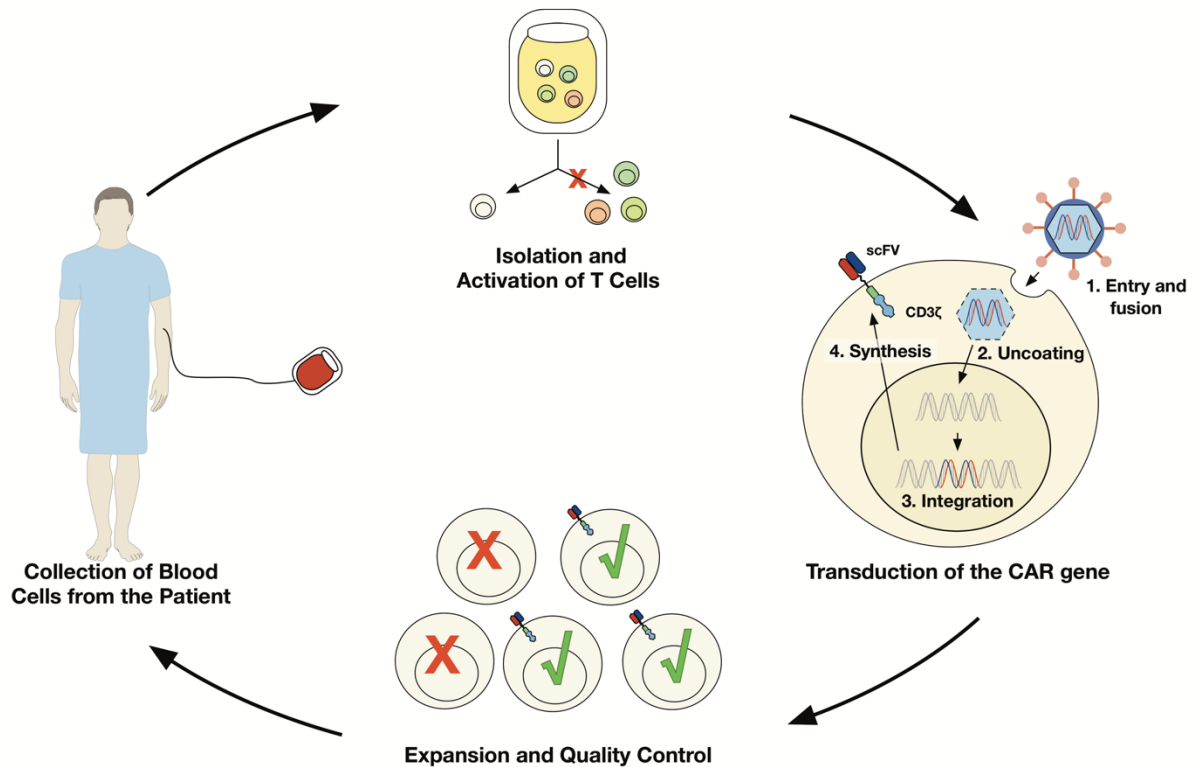 Isolation and
Activation of T Cells
scFV
CD3ζ
1. Entry and
fusion
4. Synthesis
2. Uncoating
3. Integration
Transduction of the CAR gene
Collection of Blood
Cells from the Patient
X
X
X
Expansion and Quality Control